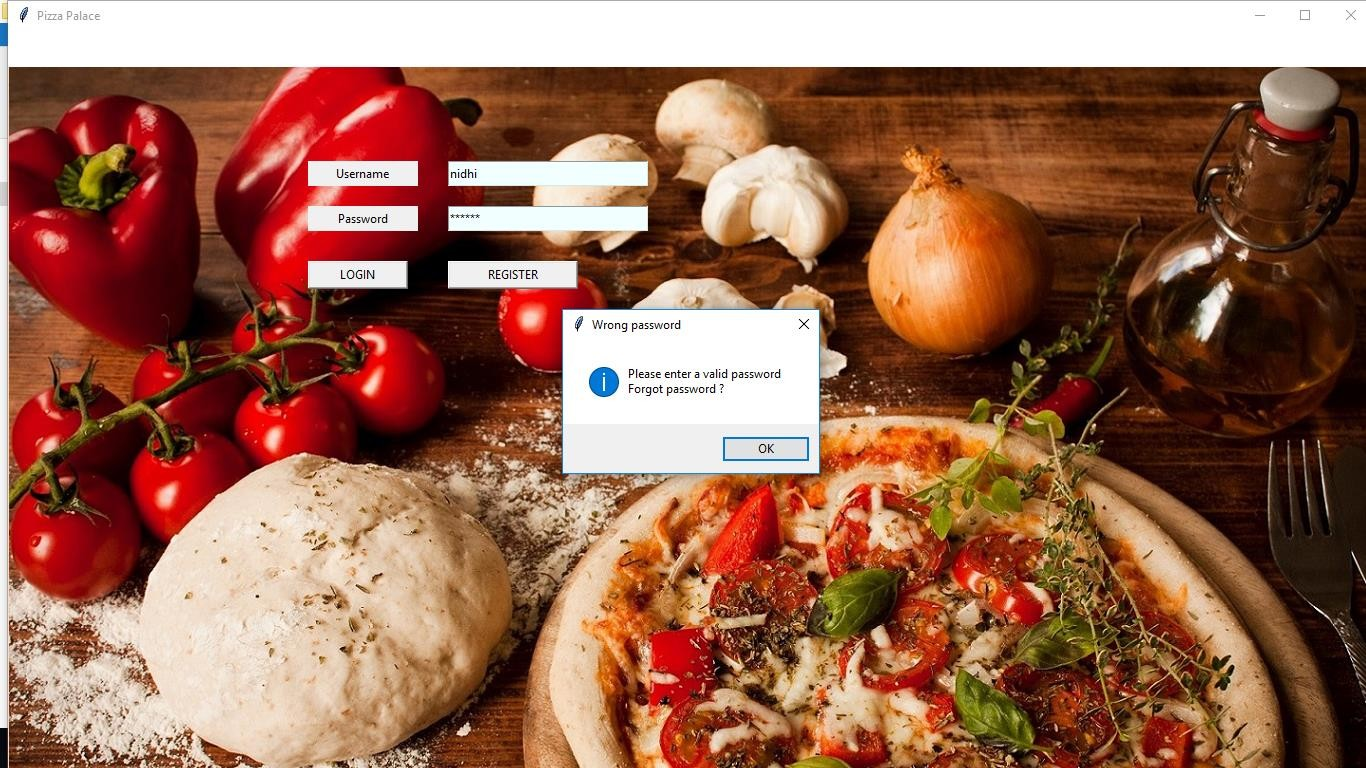 Pizza Palace
Username
nidhi
Password
******
LOGIN
REGISTER
Wrong password
Please enter a valid password
Forgot password ?
OK